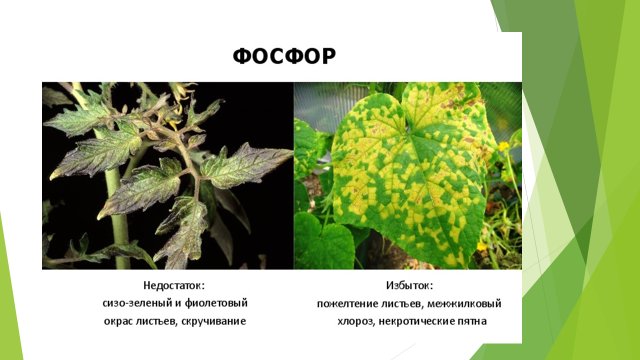 ФОСФОР
Недостаток:
сизо-зеленый и фиолетовый
окрас листьев, скручивание
Избыток:
пожелтение листьев, межжилковый
хлороз, некротические пятна